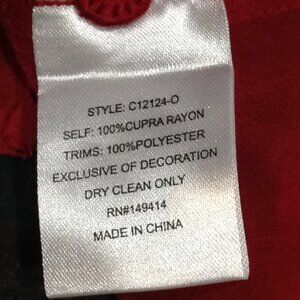 STYLE: C12124-O
SELF: 100%CUPRA RAYON
TRIMS: 100%POLYESTER
EXCLUSIVE OF DECORATION
DRY CLEAN ONLY
RN#149414
MADE IN CHINA